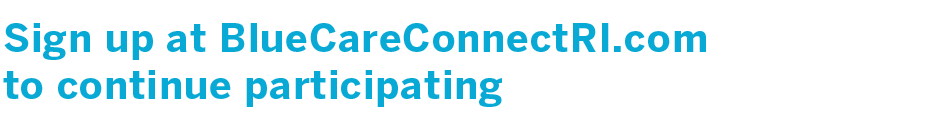 Sign up at BlueCareConnectRI.com
to continue participating